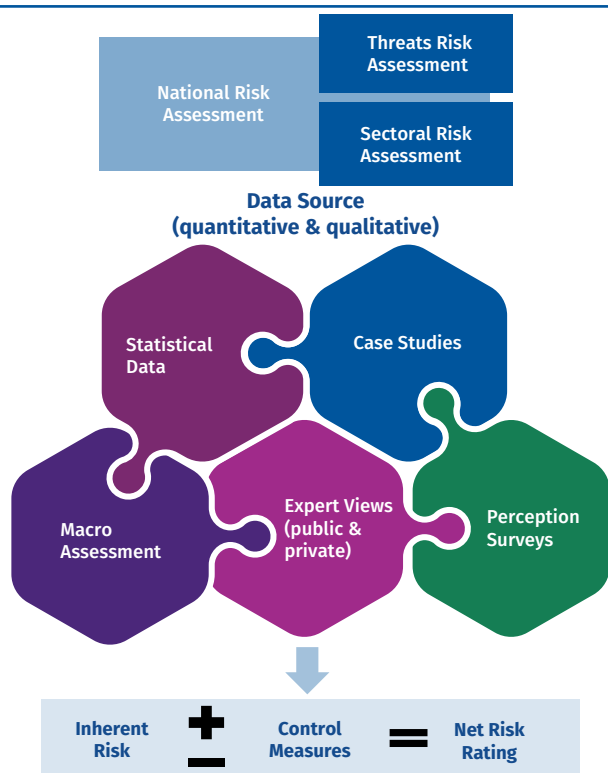 National Risk
Assessment
Threats Risk
Assessment
Sectoral Risk
Assessment
Data Source
(quantitative & qualitative)
Statistical
Data
Case Studies
Macro
Assessment
Expert Views
(public &
private)
Perception
Surveys
Inherent
Risk
±
Control
Measures
=
Net Risk
Rating